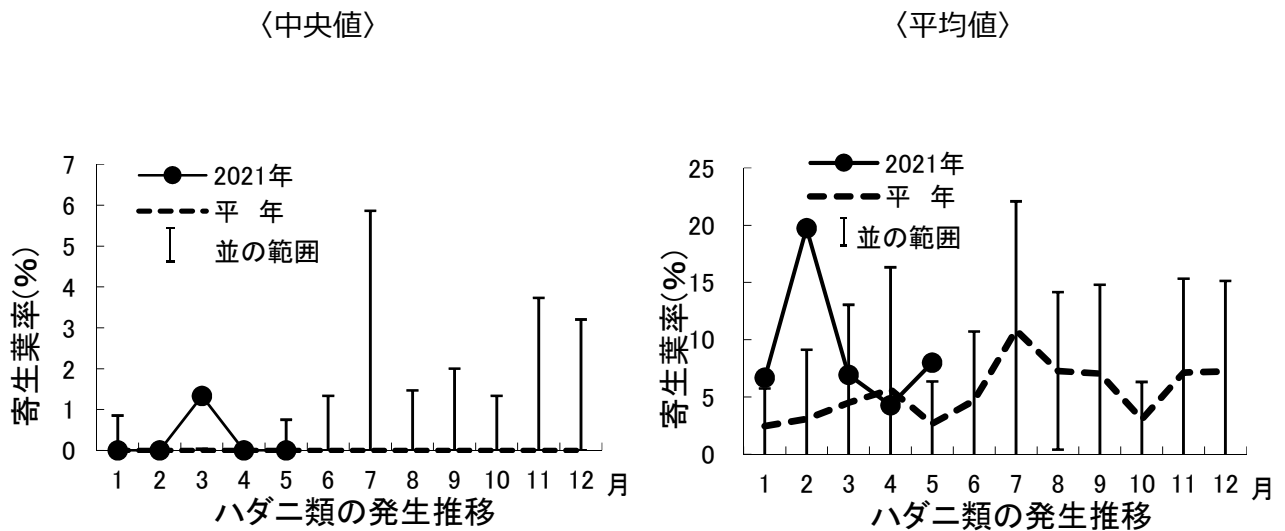 〈中央値〉
寄生葉率(%)
7
6
5
4
3
2
1
0
2021年
平 年
並の範囲
1 2 3 4 5 6 7 8 9 10 11 12 月
ハダニ類の発生推移
〈平均値〉
寄生葉率(%)
25
20
15
10
5
0
2021年
平 年
並の範囲
1 2 3 4 5 6 7 8 9 10 11 12 月
ハダニ類の発生推移